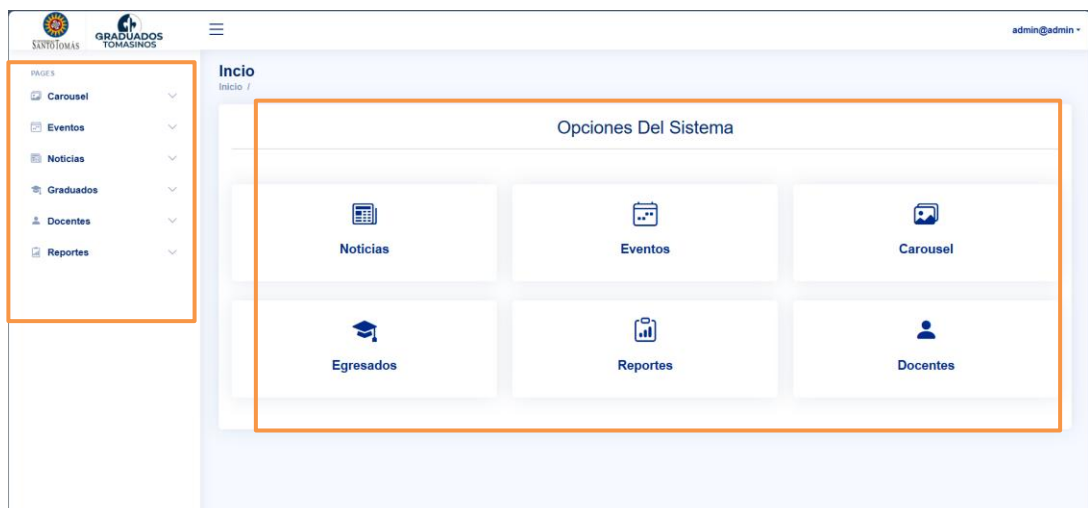 SANTO TOMÁS
GRADUADOS
TOMASINOS
admin@admin
PAGES
Carousel
Eventos
Noticias
Graduados
Docentes
Reportes
Incio
Inicio /
Opciones Del Sistema
Noticias
Eventos
Carousel
Egresados
Reportes
Docentes